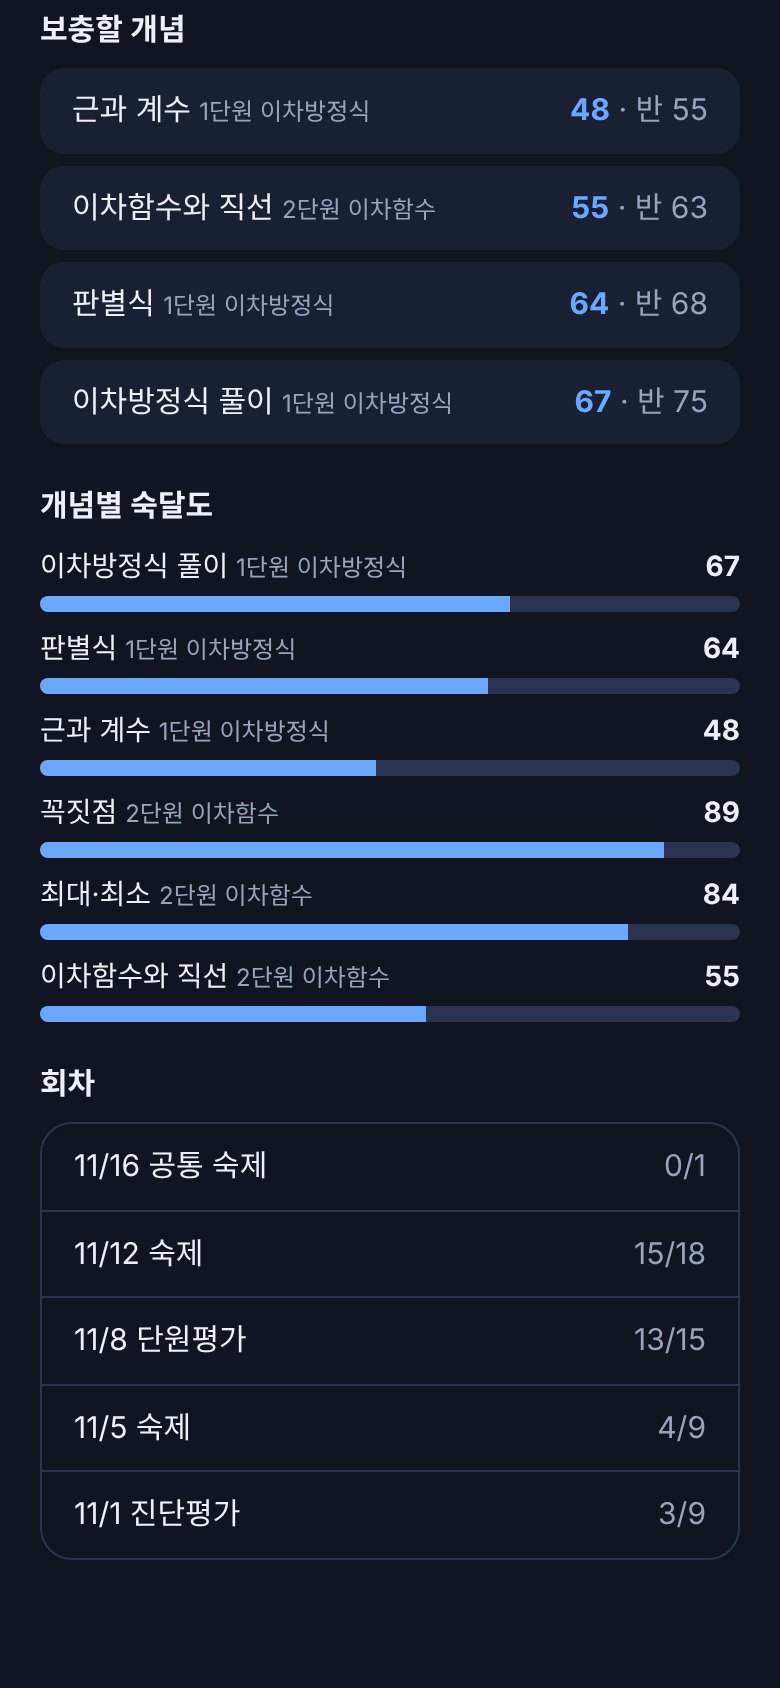 보충할 개념
근과 계수 1단원 이차방정식 48 · 반 55
이차함수와 직선 2단원 이차함수 55 · 반 63
판별식 1단원 이차방정식 64 · 반 68
이차방정식 풀이 1단원 이차방정식 67 · 반 75
개념별 숙달도
이차방정식 풀이 1단원 이차방정식 67
판별식 1단원 이차방정식 64
근과 계수 1단원 이차방정식 48
꼭짓점 2단원 이차함수 89
최대·최소 2단원 이차함수 84
이차함수와 직선 2단원 이차함수 55
회차
11/16 공통 숙제 0/1
11/12 숙제 15/18
11/8 단원평가 13/15
11/5 숙제 4/9
11/1 진단평가 3/9